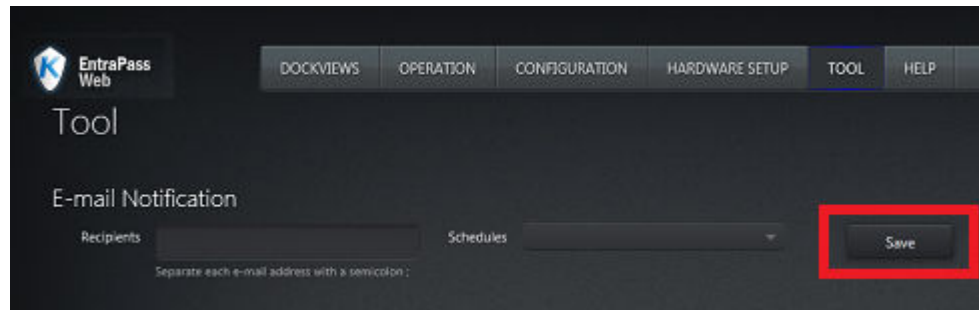 EntraPass
Web
DOCKVIEWS OPERATION CONFIGURATION HARDWARE SETUP TOOL HELP
Tool
E-mail Notification
Recipients Schedules Save
Separate each e-mail address with a semicolon ;